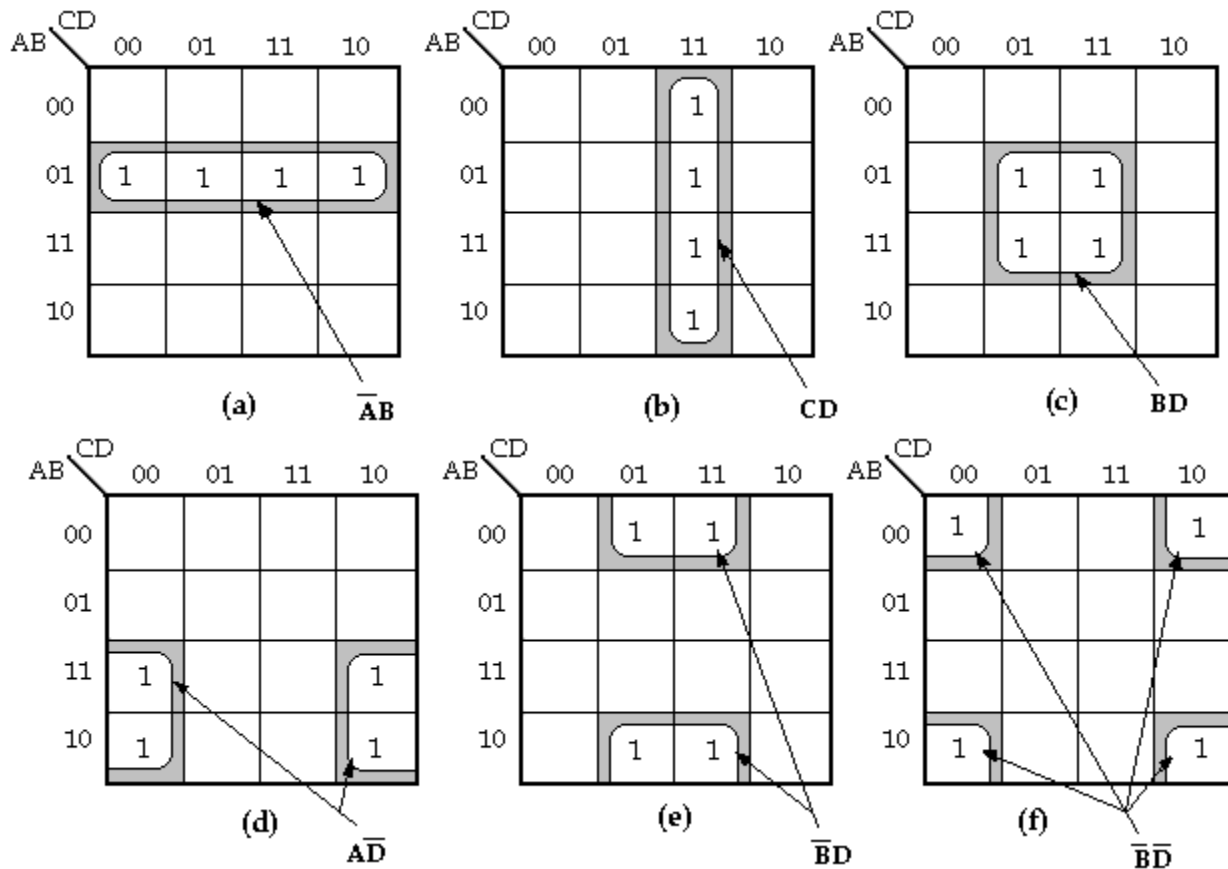 CD CD CD
AB 00 01 11 10 AB 00 01 11 10 AB 00 01 11 10
00 00 1 00
01 1 1 1 1 01 1 01 1 1
11 11 1 11 1 1
10 10 1 10
(a) A̅B (b) CD (c) BD
CD CD CD
AB 00 01 11 10 AB 00 01 11 10 AB 00 01 11 10
00 00 1 1 00 1 1
01 01 01
11 1 1 11 11
10 1 1 10 1 1 10 1 1
(d) AD̅ (e) B̅D (f) B̅D̅